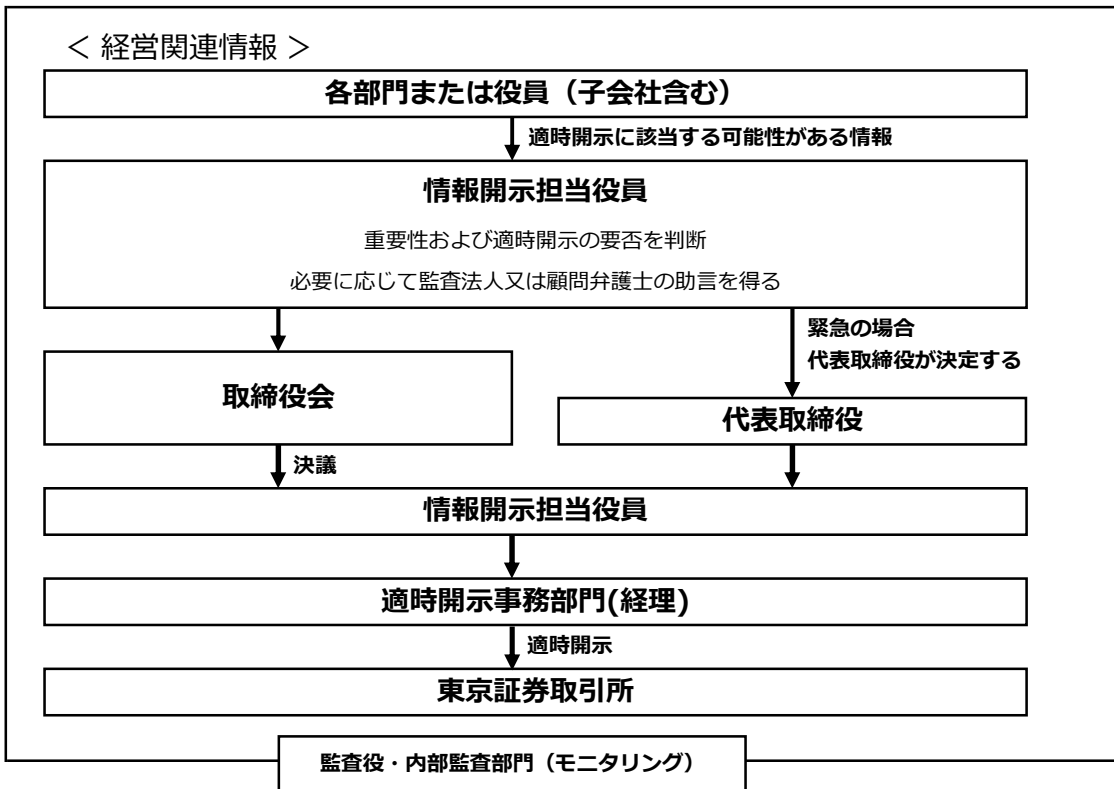 ＜ 経営関連情報 ＞
各部門または役員（子会社含む）
適時開示に該当する可能性がある情報
情報開示担当役員
重要性および適時開示の要否を判断
必要に応じて監査法人又は顧問弁護士の助言を得る
緊急の場合
代表取締役が決定する
取締役会
代表取締役
決議
情報開示担当役員
適時開示事務部門(経理)
適時開示
東京証券取引所
監査役・内部監査部門（モニタリング）